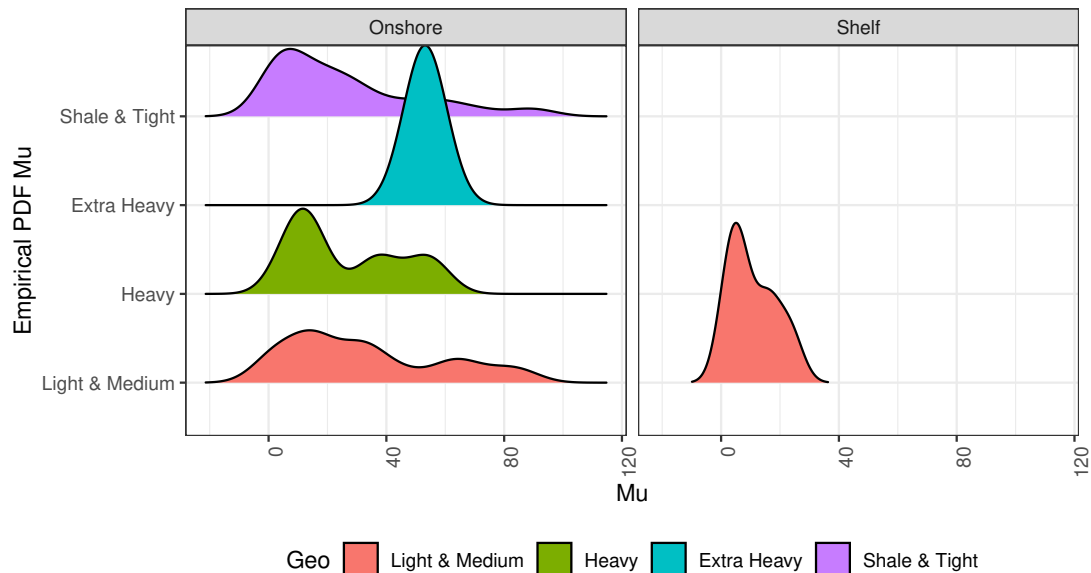 Onshore Shelf
Empirical PDF Mu
Shale & Tight
Extra Heavy
Heavy
Light & Medium
0 40 80 120 0 40 80 120
Mu
Geo Light & Medium Heavy Extra Heavy Shale & Tight